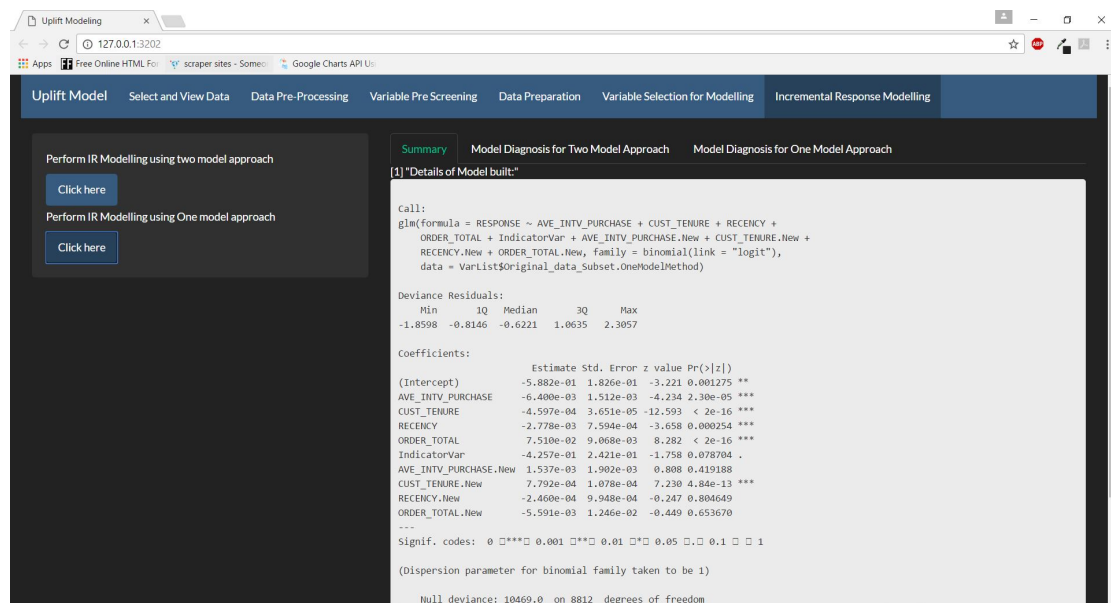 Uplift Modeling
127.0.0.1:3202
Apps Free Online HTML For scraper sites - Someo Google Charts API Us
ABP
Uplift Model Select and View Data Data Pre-Processing Variable Pre Screening Data Preparation Variable Selection for Modelling Incremental Response Modelling
Perform IR Modelling using two model approach
Click here
Perform IR Modelling using One model approach
Click here
Summary Model Diagnosis for Two Model Approach Model Diagnosis for One Model Approach
[1] "Details of Model built:"
Call:
glm(formula = RESPONSE ~ AVE_INTV_PURCHASE + CUST_TENURE + RECENCY +
ORDER_TOTAL + IndicatorVar + AVE_INTV_PURCHASE.New + CUST_TENURE.New +
RECENCY.New + ORDER_TOTAL.New, family = binomial(link = "logit"),
data = VarList$Original_data_Subset.OneModelMethod)
Deviance Residuals:
Min 1Q Median 3Q Max
-1.8598 -0.8146 -0.6221 1.0635 2.3057
Coefficients:
Estimate Std. Error z value Pr(>|z|)
(Intercept) -5.882e-01 1.826e-01 -3.221 0.001275 **
AVE_INTV_PURCHASE -6.400e-03 1.512e-03 -4.234 2.30e-05 ***
CUST_TENURE -4.597e-04 3.651e-05 -12.593 < 2e-16 ***
RECENCY -2.778e-03 7.594e-04 -3.658 0.000254 ***
ORDER_TOTAL 7.510e-02 9.068e-03 8.282 < 2e-16 ***
IndicatorVar -4.257e-01 2.421e-01 -1.758 0.078704 .
AVE_INTV_PURCHASE.New 1.537e-03 1.902e-03 0.808 0.419188
CUST_TENURE.New 7.792e-04 1.078e-04 7.230 4.84e-13 ***
RECENCY.New -2.460e-04 9.948e-04 -0.247 0.804649
ORDER_TOTAL.New -5.591e-03 1.246e-02 -0.449 0.653670
---
Signif. codes: 0 □***□ 0.001 □**□ 0.01 □*□ 0.05 □.□ 0.1 □ □ 1
(Dispersion parameter for binomial family taken to be 1)
Null deviance: 10469.0 on 8812 degrees of freedom